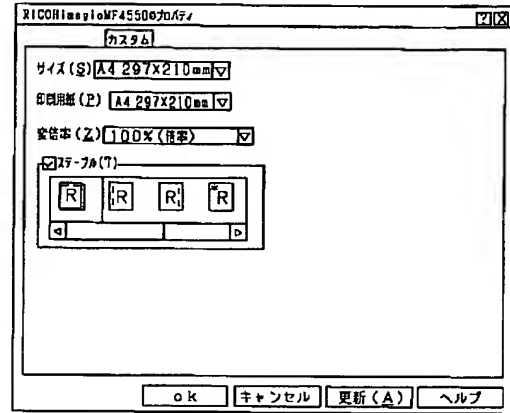 RICOHImagioMF4550のプロパティ
カスタム
サイズ(S) A4 297X210mm
印刷用紙(P) A4 297X210mm
変倍率(Z) 100%(倍率)
ステープル(T)
R R R R
ok キャンセル 更新(A) ヘルプ